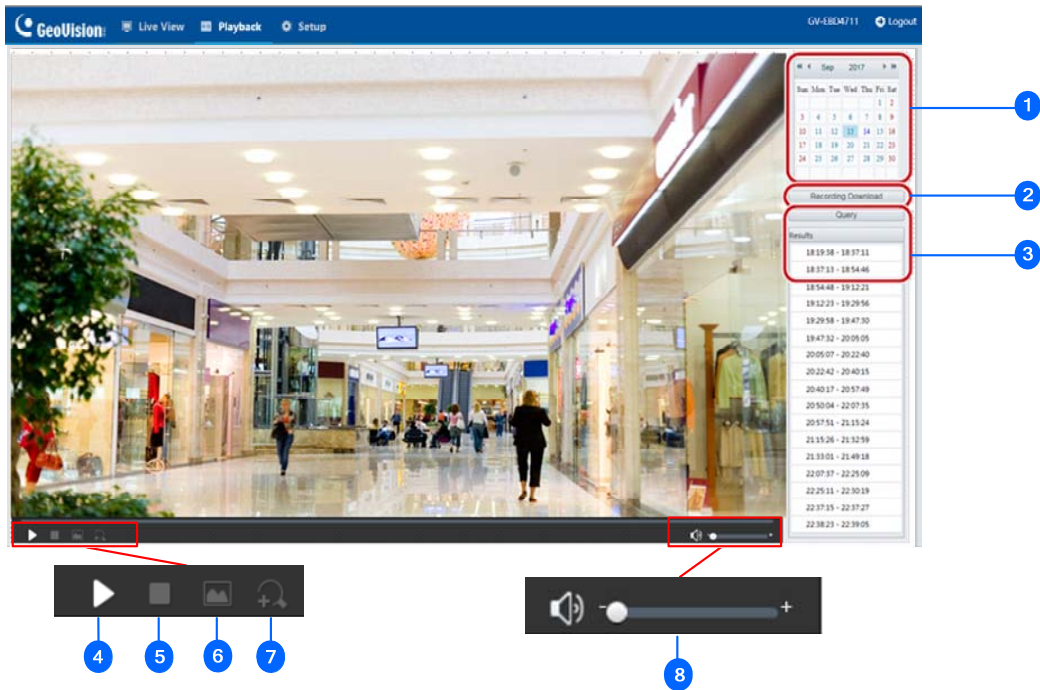 GeoVision Live View Playback Setup GV-EBD4711 Logout
Sep 2017
Sun Mon Tue Wed Thu Fri Sat
1 2
3 4 5 6 7 8 9
10 11 12 13 14 15 16
17 18 19 20 21 22 23
24 25 26 27 28 29 30
1
Recording Download
2
Query
Results
3
18:19:38 - 18:37:11
18:37:13 - 18:54:46
18:54:48 - 19:12:21
19:12:23 - 19:29:56
19:29:58 - 19:47:30
19:47:32 - 20:05:05
20:05:07 - 20:22:40
20:22:42 - 20:40:15
20:40:17 - 20:57:49
20:50:04 - 22:07:35
20:57:51 - 21:15:24
21:15:26 - 21:32:59
21:33:01 - 21:49:18
22:07:37 - 22:25:09
22:25:11 - 22:30:19
22:37:15 - 22:37:27
22:38:23 - 22:39:05
- +
4 5 6 7 8